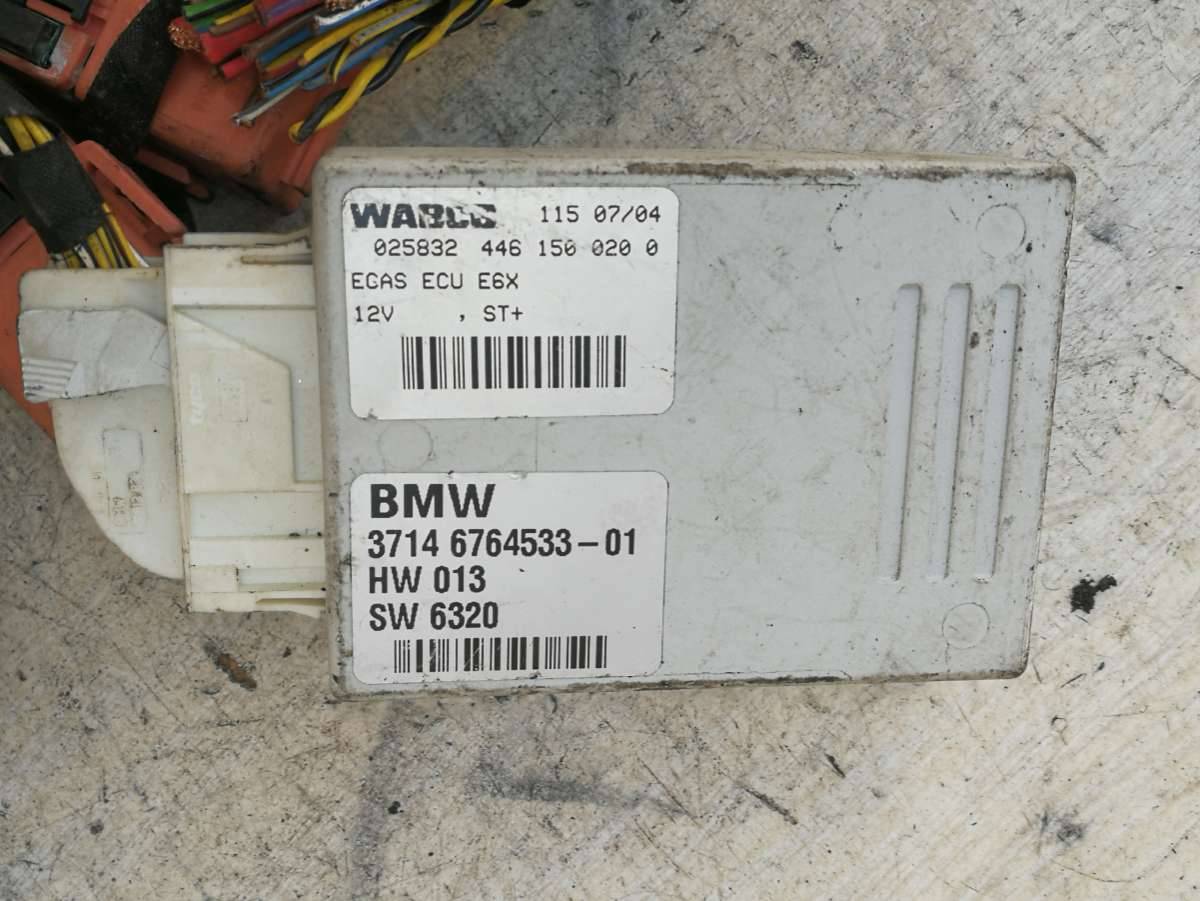 WABCO 115 07/04
025832 446 150 020 0
ECAS ECU E6X
12V , ST+
BMW
3714 6764533-01
HW 013
SW 6320